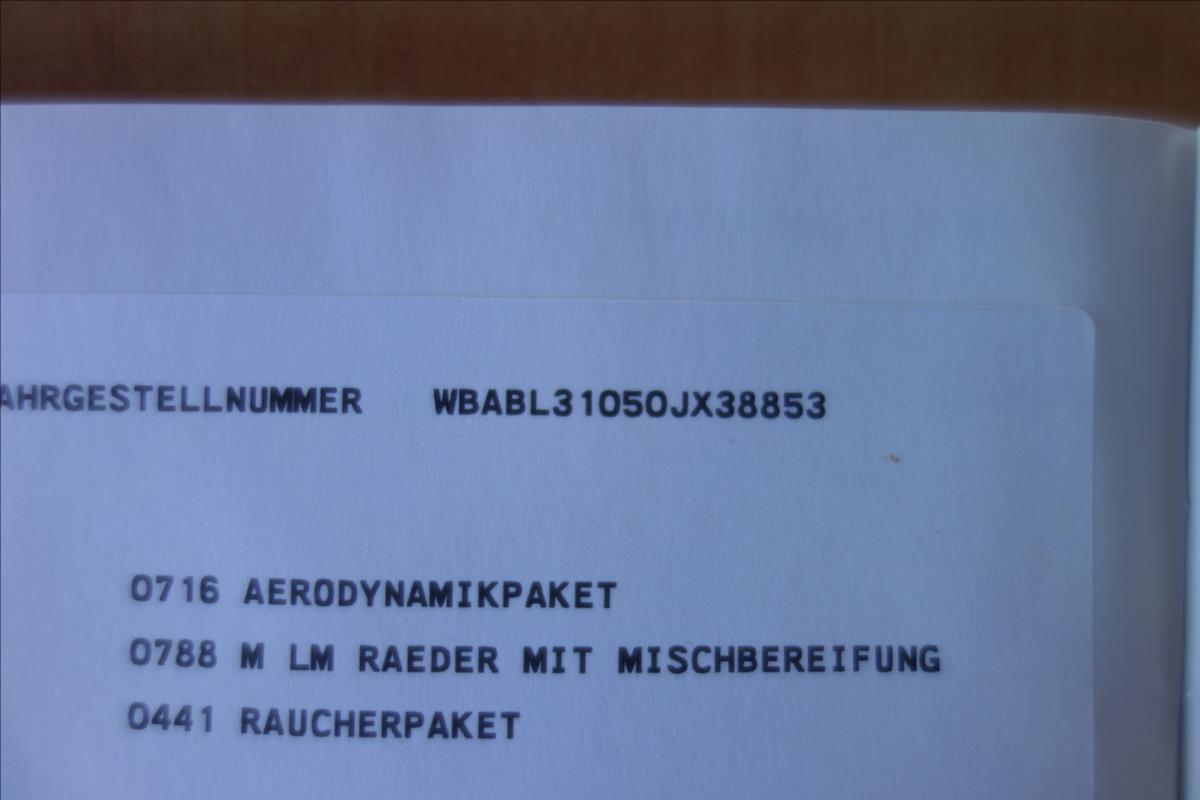 AHRGESTELLNUMMER WBABL31050JX38853
0716 AERODYNAMIKPAKET
0788 M LM RAEDER MIT MISCHBEREIFUNG
0441 RAUCHERPAKET